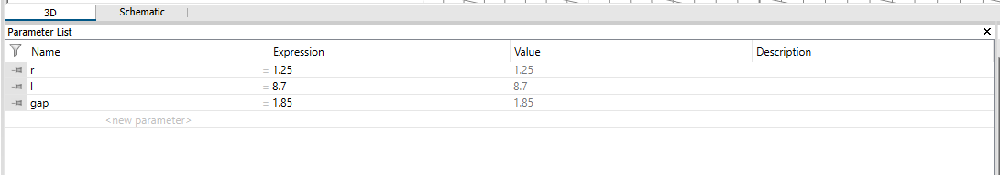 3D Schematic
Parameter List
Name Expression Value Description
r = 1.25 1.25
l = 8.7 8.7
gap = 1.85 1.85
<new parameter>